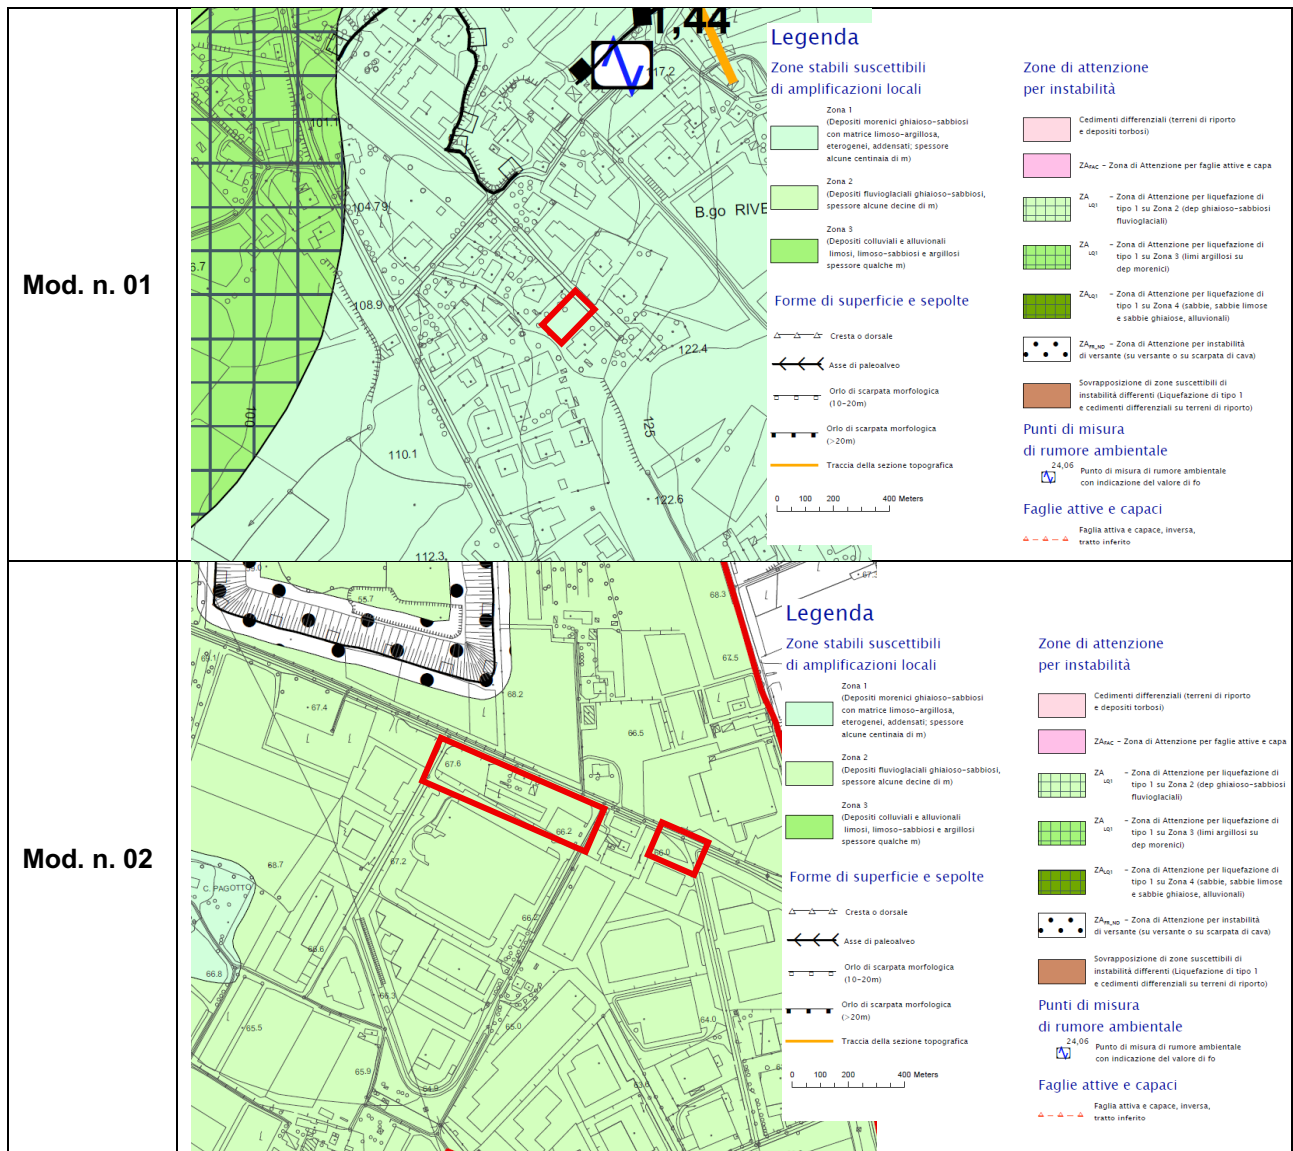 Mod. n. 01
1,44
117.2
101.1
104.79
B.go RIVE
6.7
108.9
122.4
100
125
110.1
122.6
112.3
Legenda
Zone stabili suscettibili
di amplificazioni locali
Zona 1
(Depositi morenici ghiaioso-sabbiosi
con matrice limoso-argillosa,
eterogenei, addensati; spessore
alcune centinaia di m)
Zona 2
(Depositi fluvioglaciali ghiaioso-sabbiosi,
spessore alcune decine di m)
Zona 3
(Depositi colluviali e alluvionali
limosi, limoso-sabbiosi e argillosi
spessore qualche m)
Forme di superficie e sepolte
Cresta o dorsale
Asse di paleoalveo
Orlo di scarpata morfologica
(10-20m)
Orlo di scarpata morfologica
(>20m)
Traccia della sezione topografica
0 100 200 400 Meters
Zone di attenzione
per instabilità
Cedimenti differenziali (terreni di riporto
e depositi torbosi)
ZAFAC - Zona di Attenzione per faglie attive e capa
ZA LQ1 - Zona di Attenzione per liquefazione di
tipo 1 su Zona 2 (dep ghiaioso-sabbiosi
fluvioglaciali)
ZA LQ1 - Zona di Attenzione per liquefazione di
tipo 1 su Zona 3 (limi argillosi su
dep morenici)
ZALQ1 - Zona di Attenzione per liquefazione di
tipo 1 su Zona 4 (sabbie, sabbie limose
e sabbie ghiaiose, alluvionali)
ZAFR_ND - Zona di Attenzione per instabilità
di versante (su versante o su scarpata di cava)
Sovrapposizione di zone suscettibili di
instabilità differenti (Liquefazione di tipo 1
e cedimenti differenziali su terreni di riporto)
Punti di misura
di rumore ambientale
24,06
Punto di misura di rumore ambientale
con indicazione del valore di fo
Faglie attive e capaci
Faglia attiva e capace, inversa,
tratto inferito
Mod. n. 02
55.7
68.3
67.5
69.1
68.2
67.4
66.5
67.6
66.2
66.0
67.2
68.7
C. PAGOTTO
66.2
66.6
66.8
66.3
65.5
65.0
64.0
65.9
64.9
63.6
Legenda
Zone stabili suscettibili
di amplificazioni locali
Zona 1
(Depositi morenici ghiaioso-sabbiosi
con matrice limoso-argillosa,
eterogenei, addensati; spessore
alcune centinaia di m)
Zona 2
(Depositi fluvioglaciali ghiaioso-sabbiosi,
spessore alcune decine di m)
Zona 3
(Depositi colluviali e alluvionali
limosi, limoso-sabbiosi e argillosi
spessore qualche m)
Forme di superficie e sepolte
Cresta o dorsale
Asse di paleoalveo
Orlo di scarpata morfologica
(10-20m)
Orlo di scarpata morfologica
(>20m)
Traccia della sezione topografica
0 100 200 400 Meters
Zone di attenzione
per instabilità
Cedimenti differenziali (terreni di riporto
e depositi torbosi)
ZAFAC - Zona di Attenzione per faglie attive e capa
ZA LQ1 - Zona di Attenzione per liquefazione di
tipo 1 su Zona 2 (dep ghiaioso-sabbiosi
fluvioglaciali)
ZA LQ1 - Zona di Attenzione per liquefazione di
tipo 1 su Zona 3 (limi argillosi su
dep morenici)
ZALQ1 - Zona di Attenzione per liquefazione di
tipo 1 su Zona 4 (sabbie, sabbie limose
e sabbie ghiaiose, alluvionali)
ZAFR_ND - Zona di Attenzione per instabilità
di versante (su versante o su scarpata di cava)
Sovrapposizione di zone suscettibili di
instabilità differenti (Liquefazione di tipo 1
e cedimenti differenziali su terreni di riporto)
Punti di misura
di rumore ambientale
24,06
Punto di misura di rumore ambientale
con indicazione del valore di fo
Faglie attive e capaci
Faglia attiva e capace, inversa,
tratto inferito